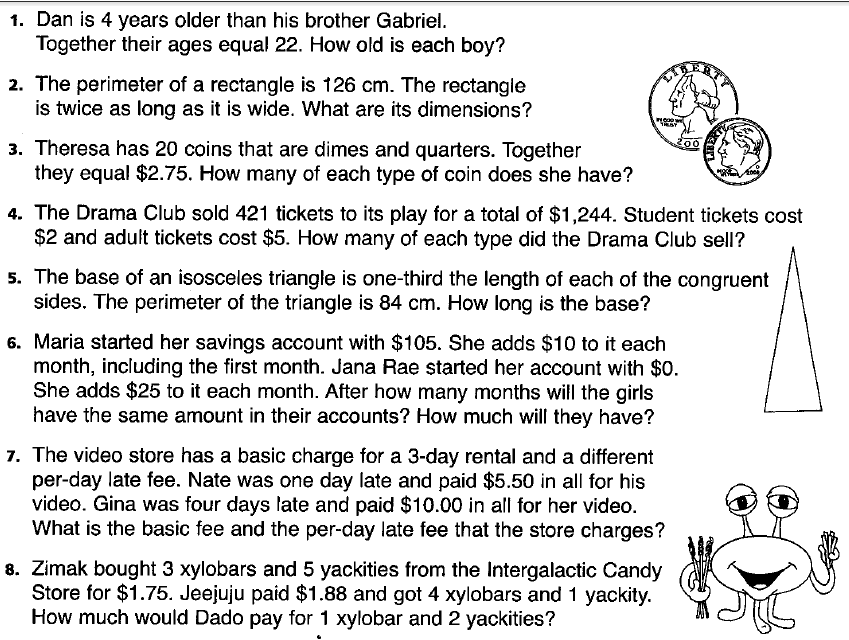 1. Dan is 4 years older than his brother Gabriel.
Together their ages equal 22. How old is each boy?
2. The perimeter of a rectangle is 126 cm. The rectangle
is twice as long as it is wide. What are its dimensions?
3. Theresa has 20 coins that are dimes and quarters. Together
they equal $2.75. How many of each type of coin does she have?
LIBERTY
LIBERTY
4. The Drama Club sold 421 tickets to its play for a total of $1,244. Student tickets cost
$2 and adult tickets cost $5. How many of each type did the Drama Club sell?
5. The base of an isosceles triangle is one-third the length of each of the congruent
sides. The perimeter of the triangle is 84 cm. How long is the base?
6. Maria started her savings account with $105. She adds $10 to it each
month, including the first month. Jana Rae started her account with $0.
She adds $25 to it each month. After how many months will the girls
have the same amount in their accounts? How much will they have?
7. The video store has a basic charge for a 3-day rental and a different
per-day late fee. Nate was one day late and paid $5.50 in all for his
video. Gina was four days late and paid $10.00 in all for her video.
What is the basic fee and the per-day late fee that the store charges?
8. Zimak bought 3 xylobars and 5 yackities from the Intergalactic Candy
Store for $1.75. Jeejuju paid $1.88 and got 4 xylobars and 1 yackity.
How much would Dado pay for 1 xylobar and 2 yackities?